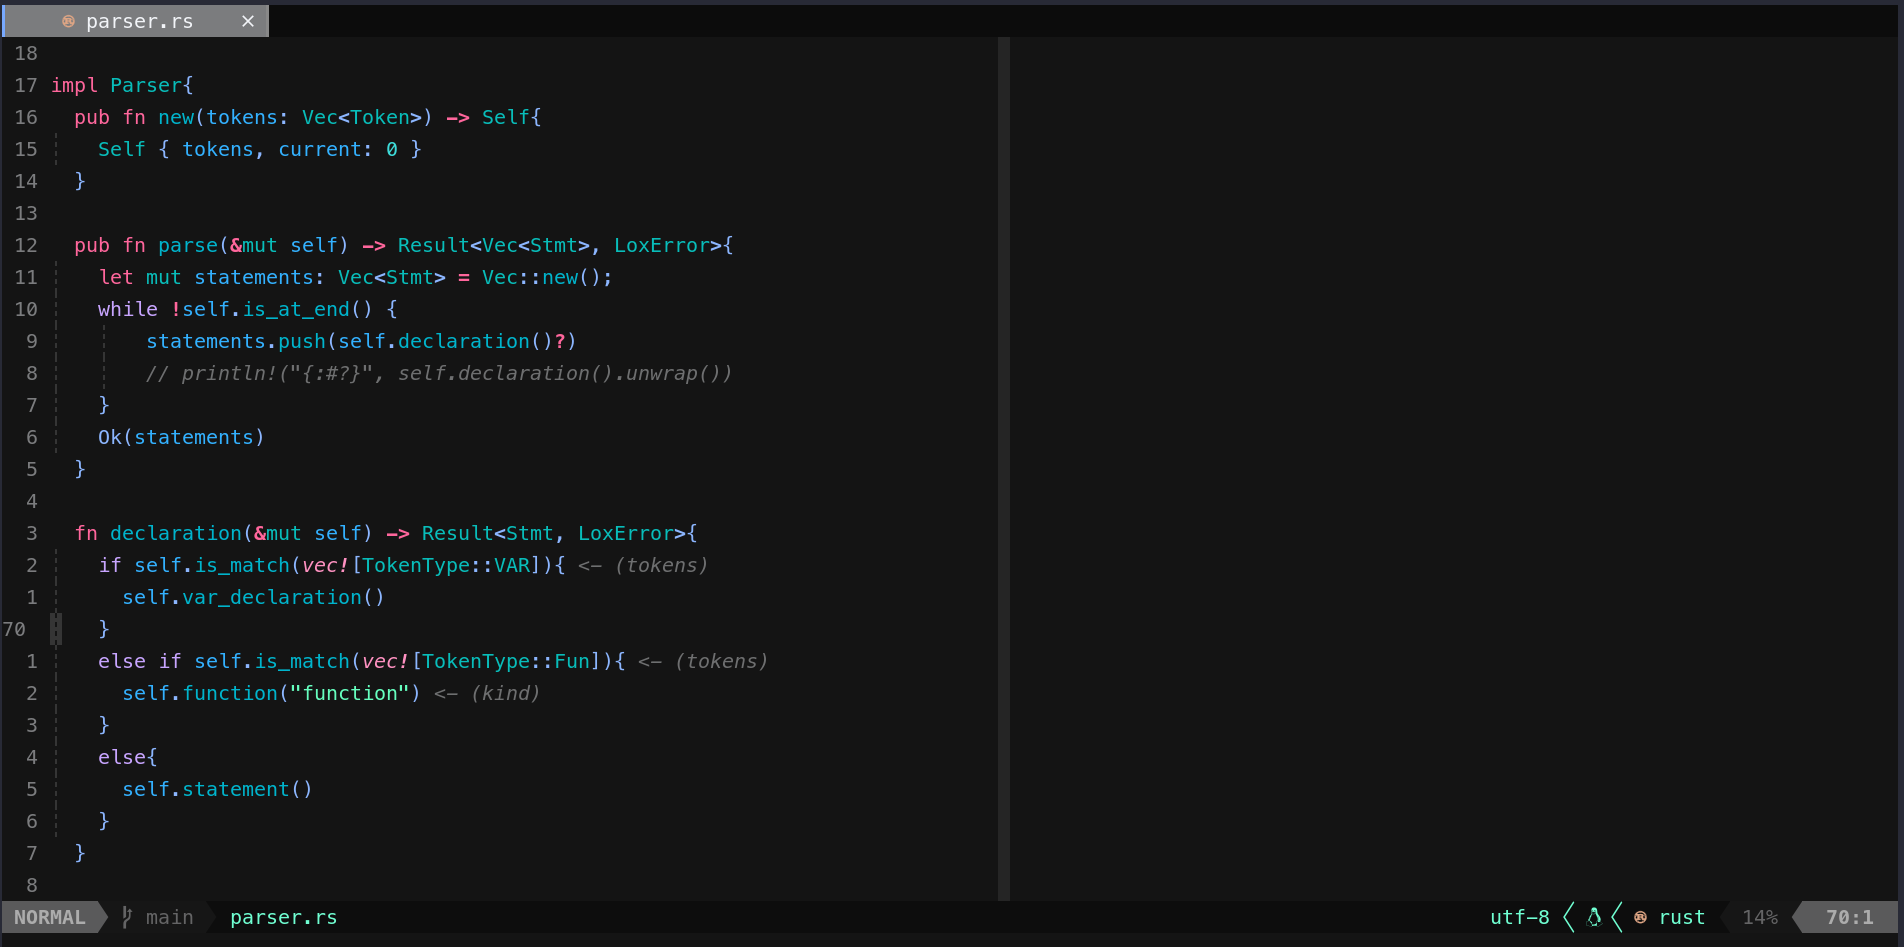 parser.rs ×
18
17 impl Parser{
16   pub fn new(tokens: Vec<Token>) -> Self{
15     Self { tokens, current: 0 }
14   }
13
12   pub fn parse(&mut self) -> Result<Vec<Stmt>, LoxError>{
11     let mut statements: Vec<Stmt> = Vec::new();
10     while !self.is_at_end() {
 9         statements.push(self.declaration()?)
 8         // println!("{:#?}", self.declaration().unwrap())
 7     }
 6     Ok(statements)
 5   }
 4
 3   fn declaration(&mut self) -> Result<Stmt, LoxError>{
 2     if self.is_match(vec![TokenType::VAR]){ <- (tokens)
 1       self.var_declaration()
70     }
 1     else if self.is_match(vec![TokenType::Fun]){ <- (tokens)
 2       self.function("function") <- (kind)
 3     }
 4     else{
 5       self.statement()
 6     }
 7   }
 8
NORMAL main parser.rs utf-8 rust 14% 70:1